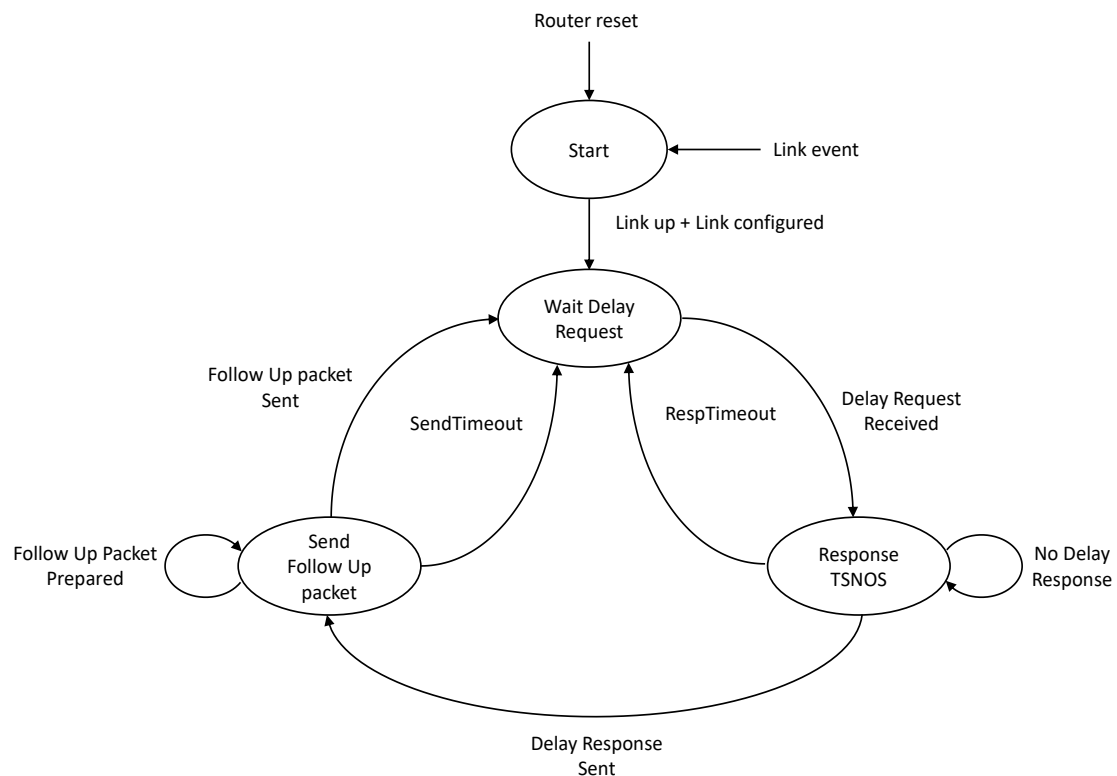 Router reset
Start
Link event
Link up + Link configured
Wait Delay
Request
Follow Up packet
Sent
SendTimeout
RespTimeout
Delay Request
Received
Follow Up Packet
Prepared
Send
Follow Up
packet
Response
TSNOS
No Delay
Response
Delay Response
Sent